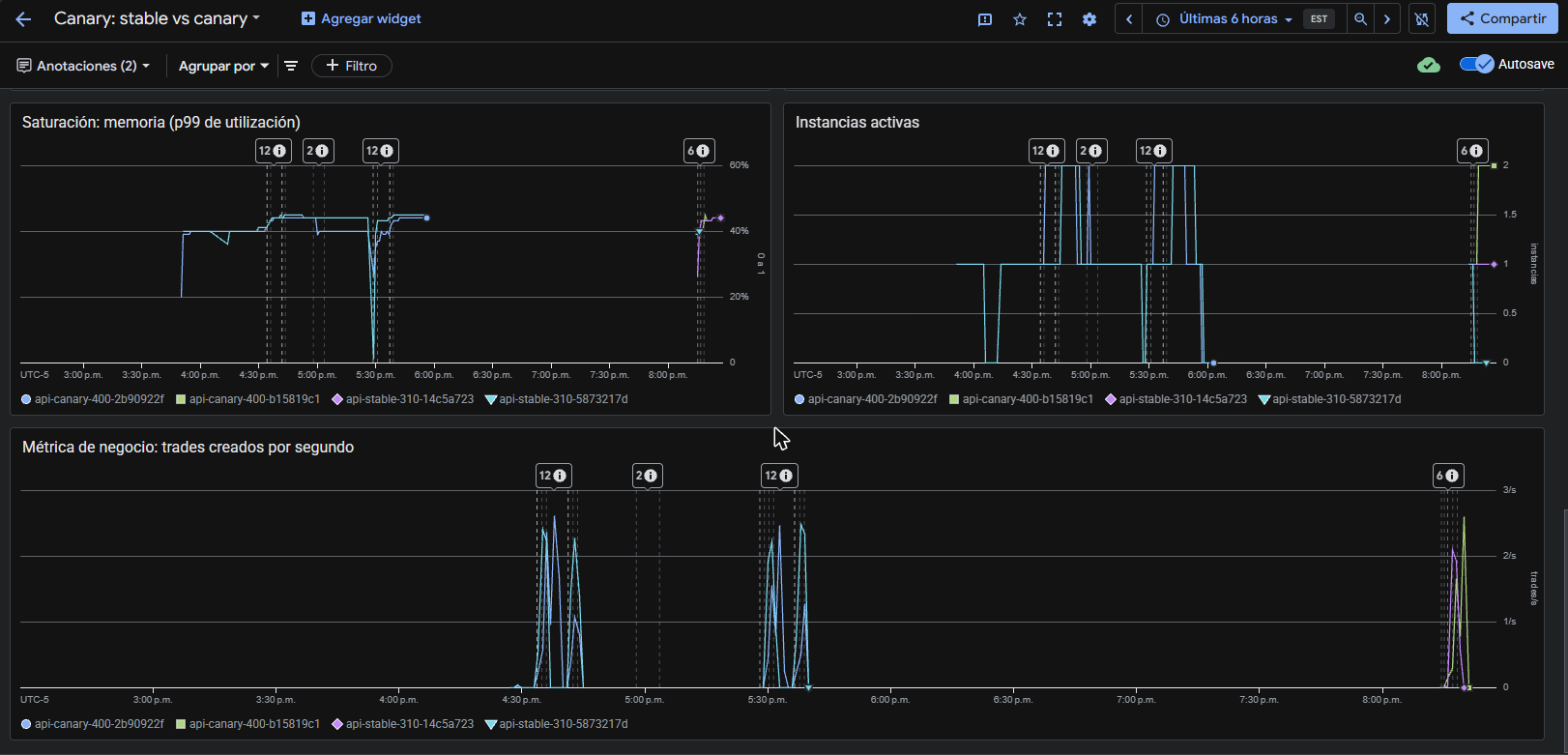 Canary: stable vs canary
Agregar widget
Últimas 6 horas
EST
Compartir
Anotaciones (2)
Agrupar por
Filtro
Autosave
Saturación: memoria (p99 de utilización)
12 2 12 6
60%
40%
20%
0
0 a 1
UTC-5 3:00 p.m. 3:30 p.m. 4:00 p.m. 4:30 p.m. 5:00 p.m. 5:30 p.m. 6:00 p.m. 6:30 p.m. 7:00 p.m. 7:30 p.m. 8:00 p.m.
api-canary-400-2b90922f api-canary-400-b15819c1 api-stable-310-14c5a723 api-stable-310-5873217d
Instancias activas
12 2 12 6
2
1.5
1
0.5
0
instancias
UTC-5 3:00 p.m. 3:30 p.m. 4:00 p.m. 4:30 p.m. 5:00 p.m. 5:30 p.m. 6:00 p.m. 6:30 p.m. 7:00 p.m. 7:30 p.m. 8:00 p.m.
api-canary-400-2b90922f api-canary-400-b15819c1 api-stable-310-14c5a723 api-stable-310-5873217d
Métrica de negocio: trades creados por segundo
12 2 12 6
3/s
2/s
1/s
0
trades/s
UTC-5 3:00 p.m. 3:30 p.m. 4:00 p.m. 4:30 p.m. 5:00 p.m. 5:30 p.m. 6:00 p.m. 6:30 p.m. 7:00 p.m. 7:30 p.m. 8:00 p.m.
api-canary-400-2b90922f api-canary-400-b15819c1 api-stable-310-14c5a723 api-stable-310-5873217d